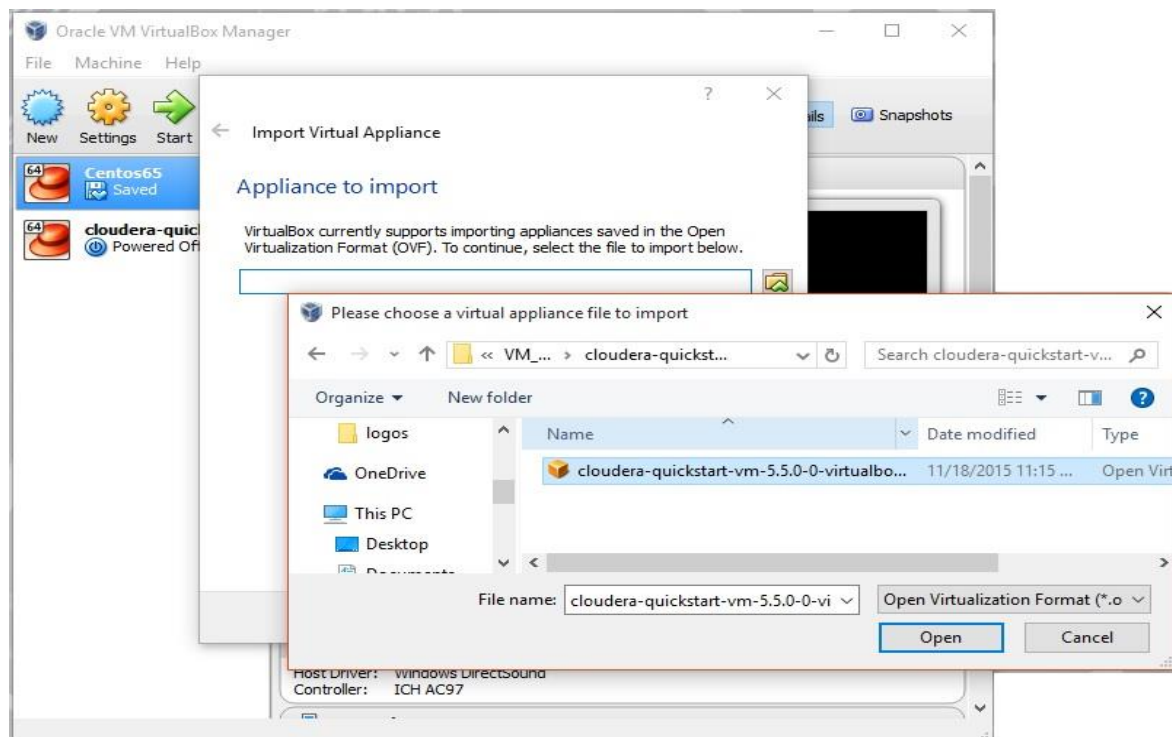 Oracle VM VirtualBox Manager
File Machine Help
New Settings Start
ils Snapshots
64 Centos65
Saved
64 cloudera-quic
Powered Off
?
Import Virtual Appliance
Appliance to import
VirtualBox currently supports importing appliances saved in the Open
Virtualization Format (OVF). To continue, select the file to import below.
Please choose a virtual appliance file to import
« VM_... › cloudera-quickst...
Search cloudera-quickstart-v...
Organize New folder
?
logos
OneDrive
This PC
Desktop
Documents
Name Date modified Type
cloudera-quickstart-vm-5.5.0-0-virtualbo... 11/18/2015 11:15 ... Open Virt
File name: cloudera-quickstart-vm-5.5.0-0-vi
Open Virtualization Format (*.o
Open Cancel
Host Driver: Windows DirectSound
Controller: ICH AC97